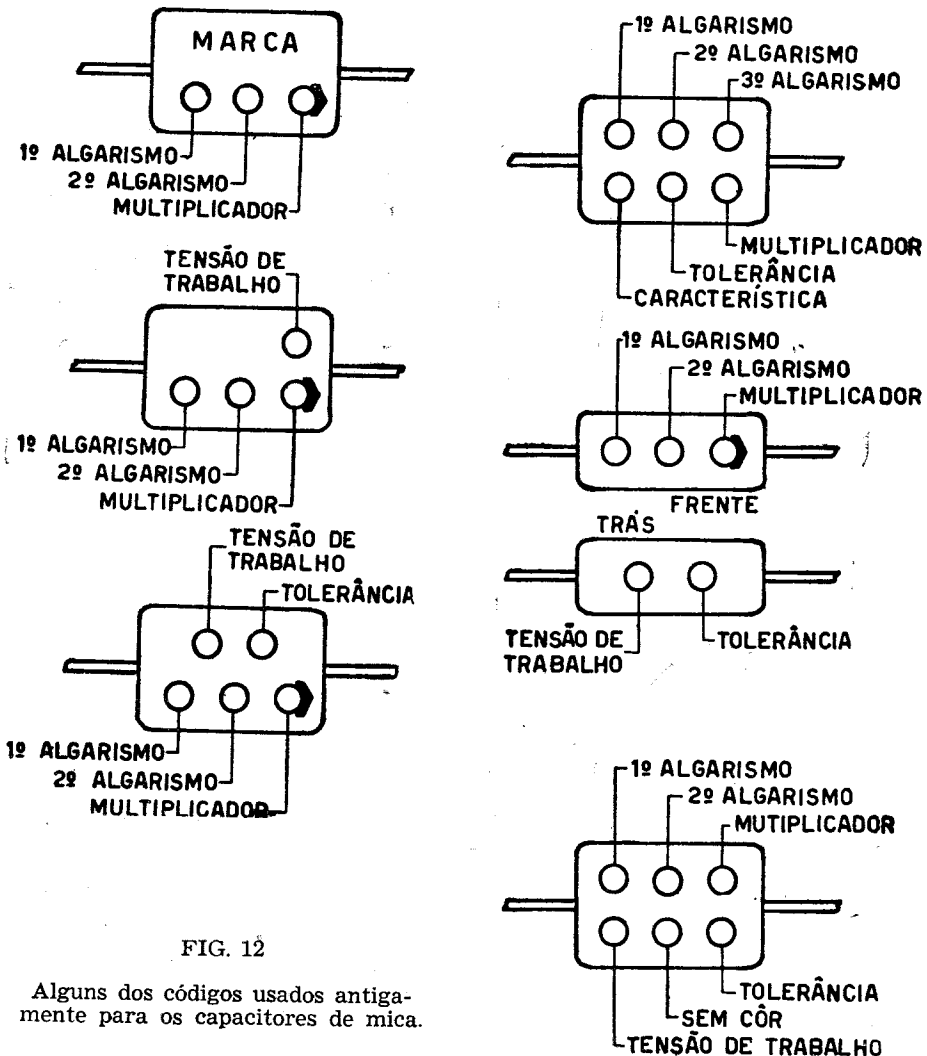 MARCA
1º ALGARISMO
2º ALGARISMO
MULTIPLICADOR
TENSÃO DE
TRABALHO
1º ALGARISMO
2º ALGARISMO
MULTIPLICADOR
TENSÃO DE
TRABALHO
TOLERÂNCIA
1º ALGARISMO
2º ALGARISMO
MULTIPLICADOR
FIG. 12
Alguns dos códigos usados antiga-
mente para os capacitores de mica.
1º ALGARISMO
2º ALGARISMO
3º ALGARISMO
MULTIPLICADOR
TOLERÂNCIA
CARACTERÍSTICA
1º ALGARISMO
2º ALGARISMO
MULTIPLICADOR
FRENTE
TRÁS
TENSÃO DE
TRABALHO
TOLERÂNCIA
1º ALGARISMO
2º ALGARISMO
MUTIPLICADOR
TOLERÂNCIA
SEM CÔR
TENSÃO DE TRABALHO